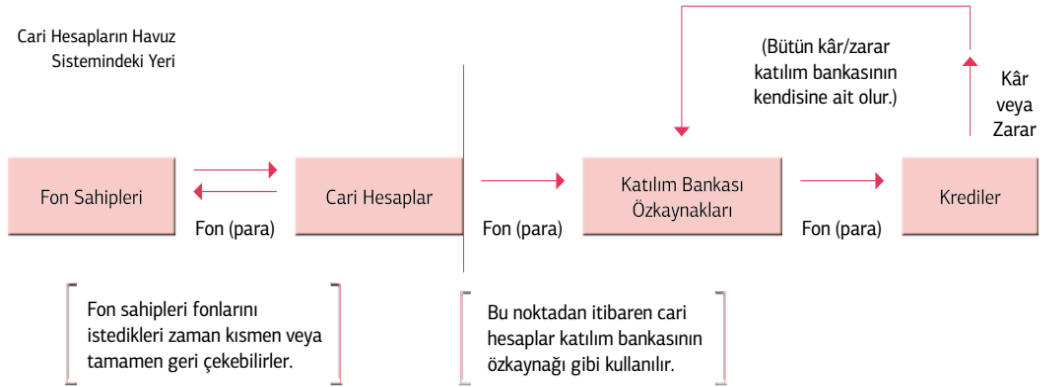 Cari Hesapların Havuz
Sistemindeki Yeri
(Bütün kâr/zarar
katılım bankasının
kendisine ait olur.)
Kâr
veya
Zarar
Fon Sahipleri
Cari Hesaplar
Katılım Bankası
Özkaynakları
Krediler
Fon (para)
Fon (para)
Fon (para)
Fon sahipleri fonlarını
istedikleri zaman kısmen veya
tamamen geri çekebilirler.
Bu noktadan itibaren cari
hesaplar katılım bankasının
özkaynağı gibi kullanılır.